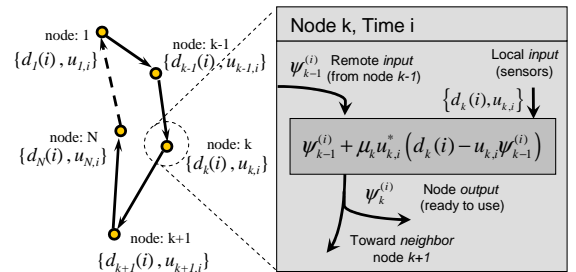 node: 1
{d_1(i), u_{1,i}}
node: k-1
{d_{k-1}(i), u_{k-1,i}}
node: N
{d_N(i), u_{N,i}}
node: k
{d_k(i), u_{k,i}}
node: k+1
{d_{k+1}(i), u_{k+1,i}}
Node k, Time i
ψ_{k-1}^{(i)}
Remote input
(from node k-1)
Local input
(sensors)
{d_k(i), u_{k,i}}
ψ_{k-1}^{(i)} + μ_k u_{k,i}^* (d_k(i) − u_{k,i} ψ_{k-1}^{(i)})
ψ_k^{(i)}
Node output
(ready to use)
Toward neighbor
node k+1